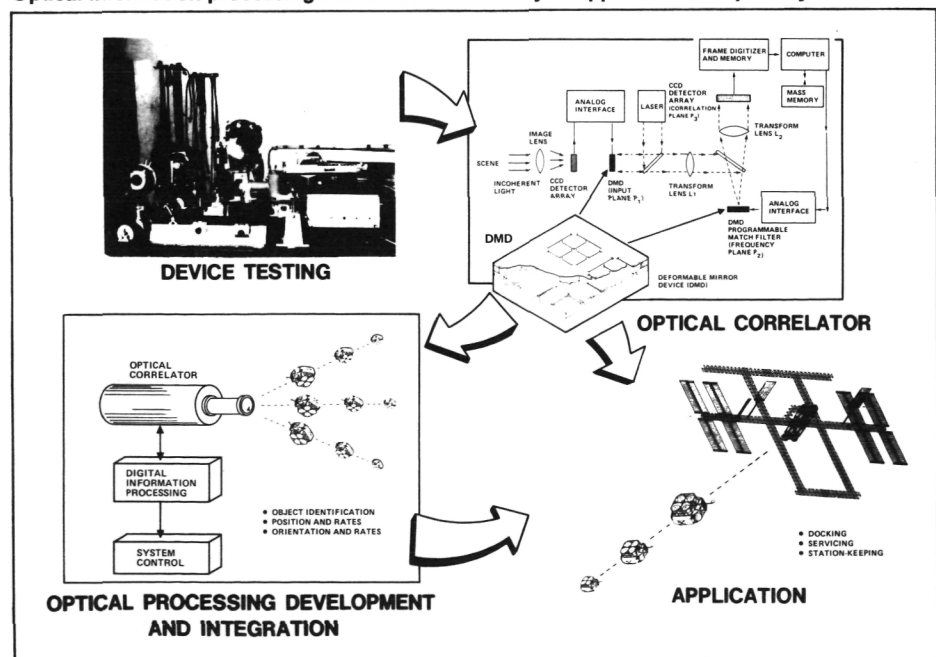 DEVICE TESTING
FRAME DIGITIZER
AND MEMORY
COMPUTER
MASS
MEMORY
ANALOG
INTERFACE
LASER
CCD
DETECTOR
ARRAY
(CORRELATION
PLANE P3)
TRANSFORM
LENS L2
IMAGE
LENS
SCENE
INCOHERENT
LIGHT
CCD
DETECTOR
ARRAY
DMD
(INPUT
PLANE P1)
TRANSFORM
LENS L1
ANALOG
INTERFACE
DMD
PROGRAMMABLE
MATCH FILTER
(FREQUENCY
PLANE P2)
DMD
DEFORMABLE MIRROR
DEVICE (DMD)
OPTICAL CORRELATOR
OPTICAL
CORRELATOR
DIGITAL
INFORMATION
PROCESSING
SYSTEM
CONTROL
• OBJECT IDENTIFICATION
• POSITION AND RATES
• ORIENTATION AND RATES
OPTICAL PROCESSING DEVELOPMENT
AND INTEGRATION
• DOCKING
• SERVICING
• STATION-KEEPING
APPLICATION